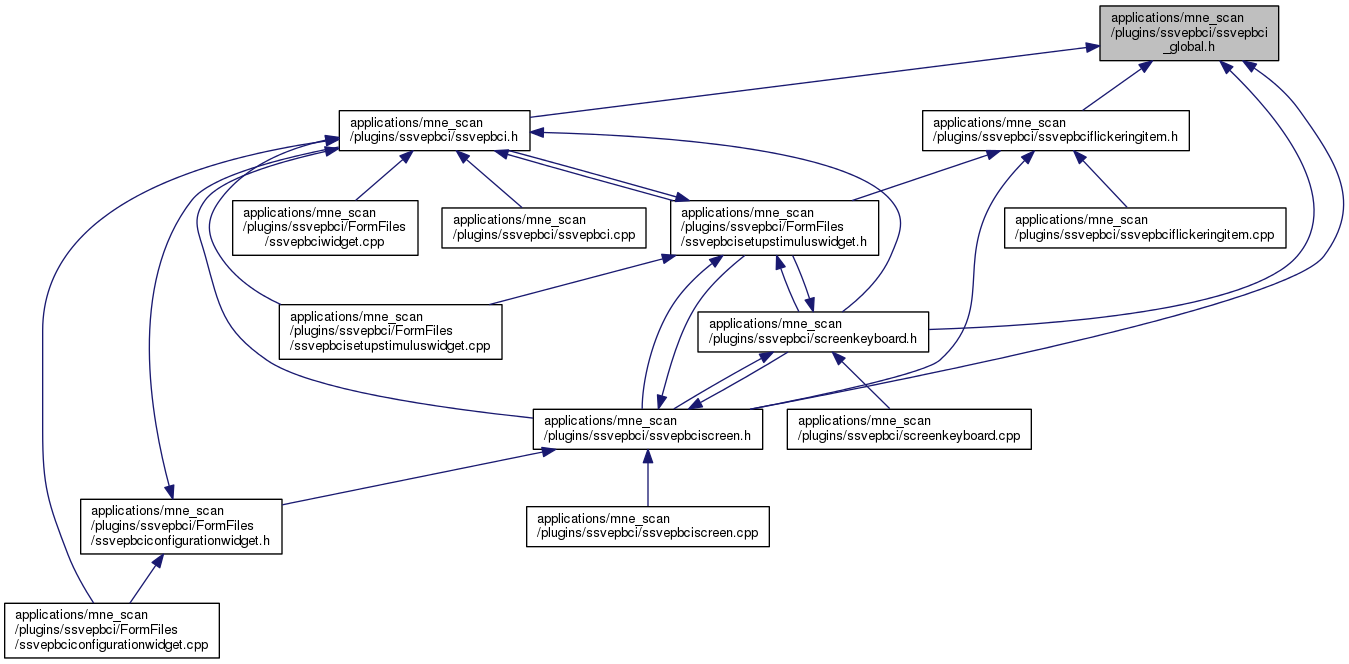 applications/mne_scan
/plugins/ssvepbci/ssvepbci
_global.h
applications/mne_scan
/plugins/ssvepbci/ssvepbci.h
applications/mne_scan
/plugins/ssvepbci/ssvepbciflickeringitem.h
applications/mne_scan
/plugins/ssvepbci/FormFiles
/ssvepbciwidget.cpp
applications/mne_scan
/plugins/ssvepbci/ssvepbci.cpp
applications/mne_scan
/plugins/ssvepbci/FormFiles
/ssvepbcisetupstimuluswidget.h
applications/mne_scan
/plugins/ssvepbci/ssvepbciflickeringitem.cpp
applications/mne_scan
/plugins/ssvepbci/FormFiles
/ssvepbcisetupstimuluswidget.cpp
applications/mne_scan
/plugins/ssvepbci/screenkeyboard.h
applications/mne_scan
/plugins/ssvepbci/ssvepbciscreen.h
applications/mne_scan
/plugins/ssvepbci/screenkeyboard.cpp
applications/mne_scan
/plugins/ssvepbci/FormFiles
/ssvepbciconfigurationwidget.h
applications/mne_scan
/plugins/ssvepbci/ssvepbciscreen.cpp
applications/mne_scan
/plugins/ssvepbci/FormFiles
/ssvepbciconfigurationwidget.cpp